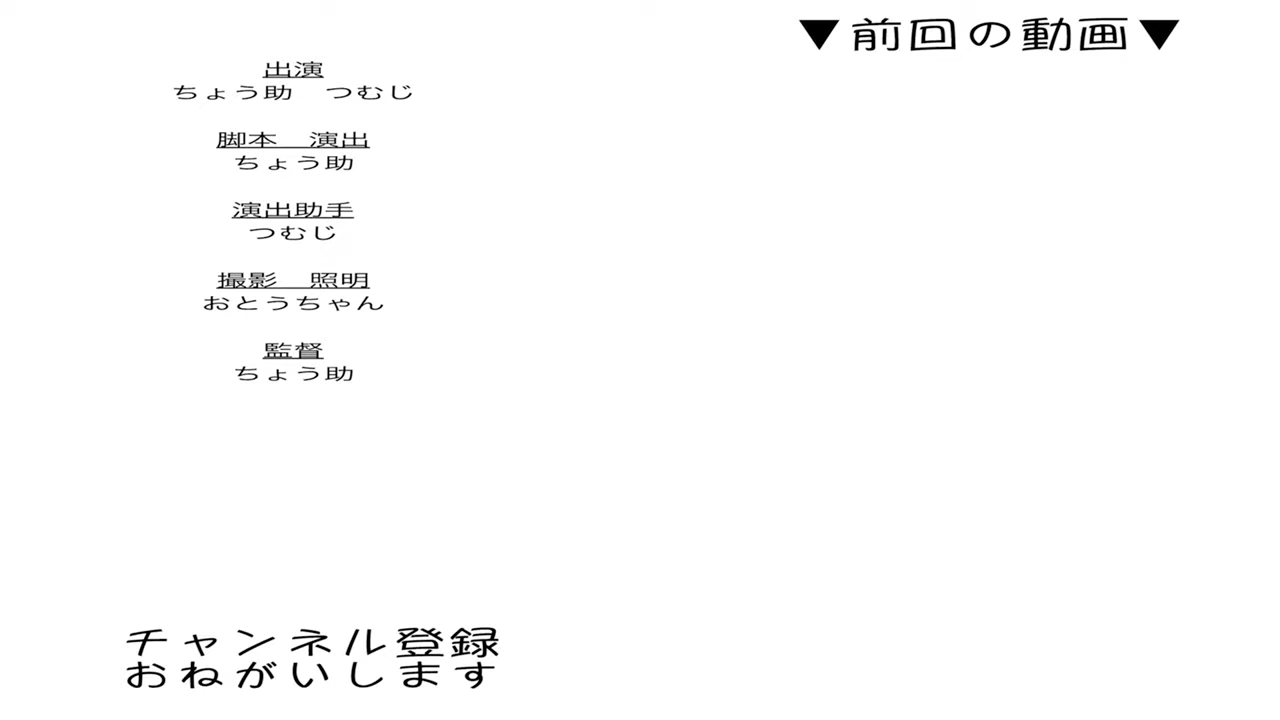 ▼前回の動画▼
出演
ちょう助　つむじ
脚本　演出
ちょう助
演出助手
つむじ
撮影　照明
おとうちゃん
監督
ちょう助
チャンネル登録
おねがいします